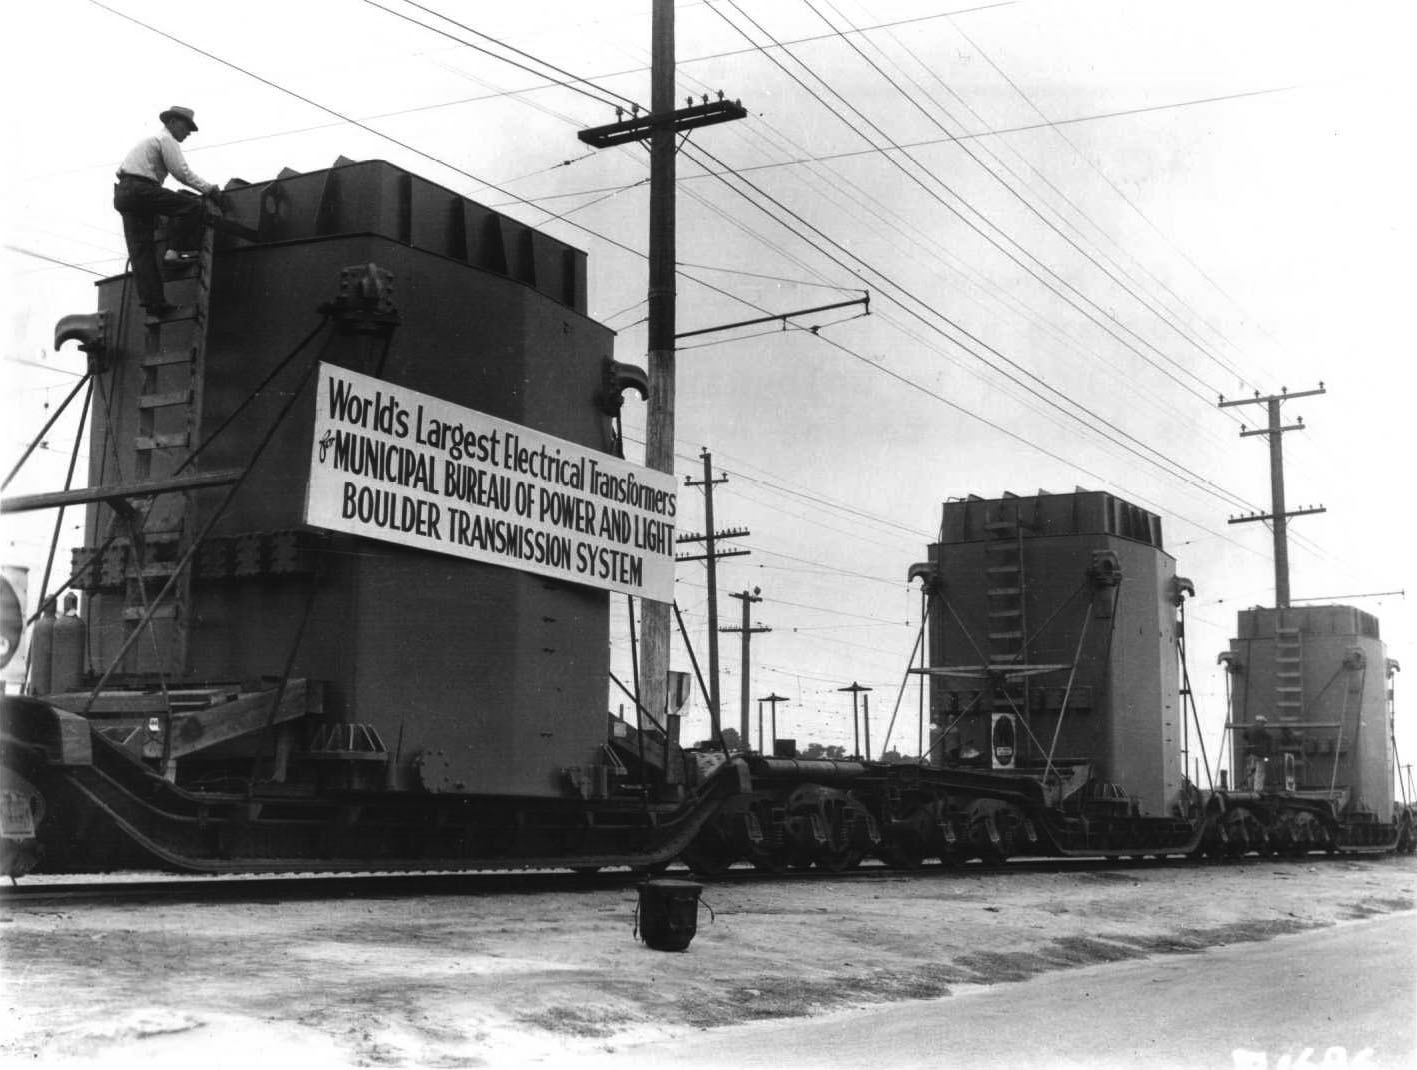 World's Largest Electrical Transformers
for MUNICIPAL BUREAU OF POWER AND LIGHT
BOULDER TRANSMISSION SYSTEM